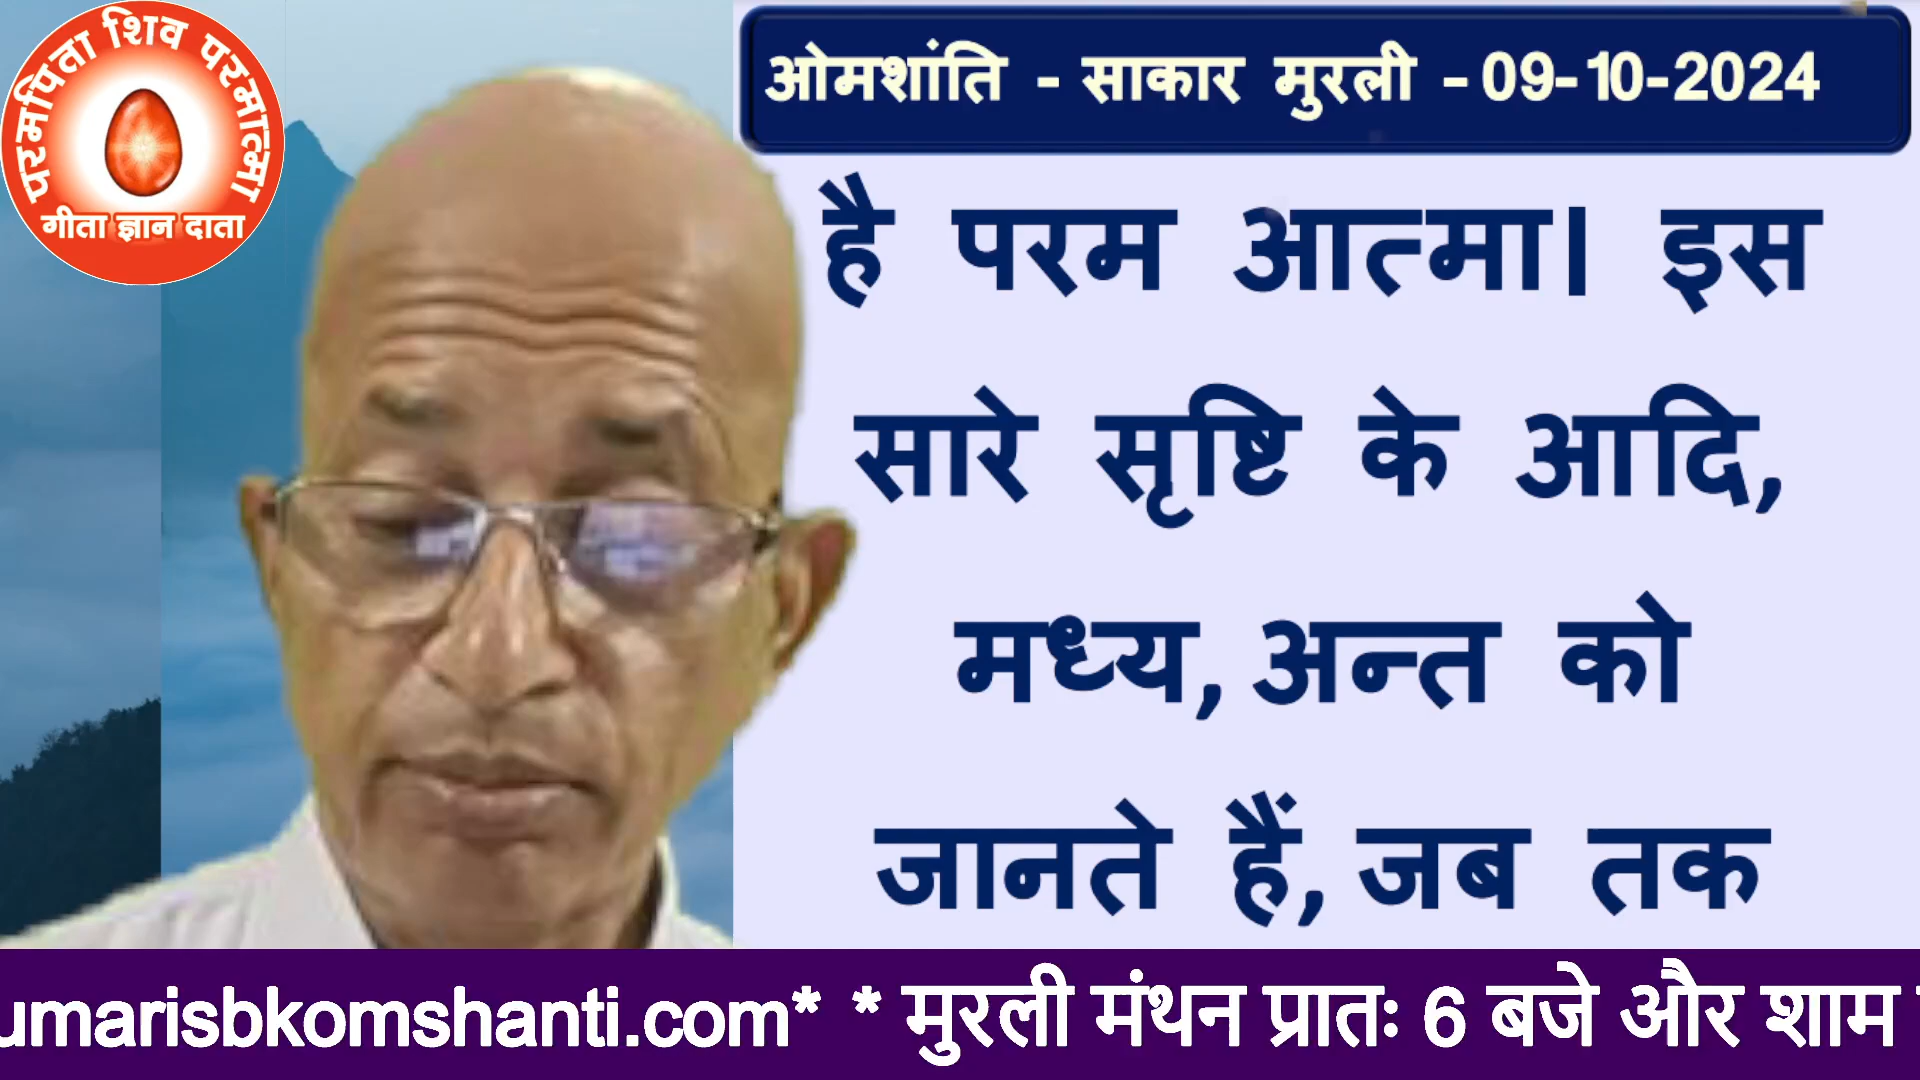 परमपिता शिव परमात्मा
गीता ज्ञान दाता
ओमशांति - साकार मुरली - 09-10-2024
है परम आत्मा। इस
सारे सृष्टि के आदि,
मध्य, अन्त को
जानते हैं, जब तक
umarisbkomshanti.com* * मुरली मंथन प्रातः 6 बजे और शाम